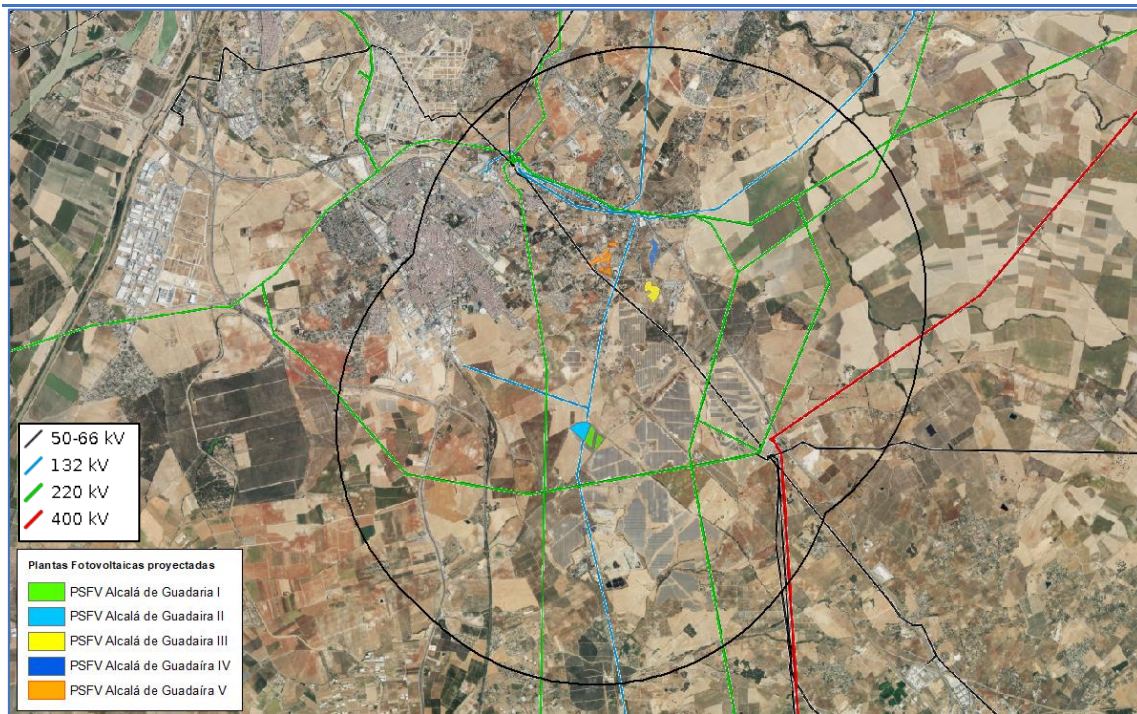 50-66 kV
132 kV
220 kV
400 kV
Plantas Fotovoltaicas proyectadas
PSFV Alcalá de Guadaria I
PSFV Alcalá de Guadaira II
PSFV Alcalá de Guadaira III
PSFV Alcalá de Guadaíra IV
PSFV Alcalá de Guadaíra V